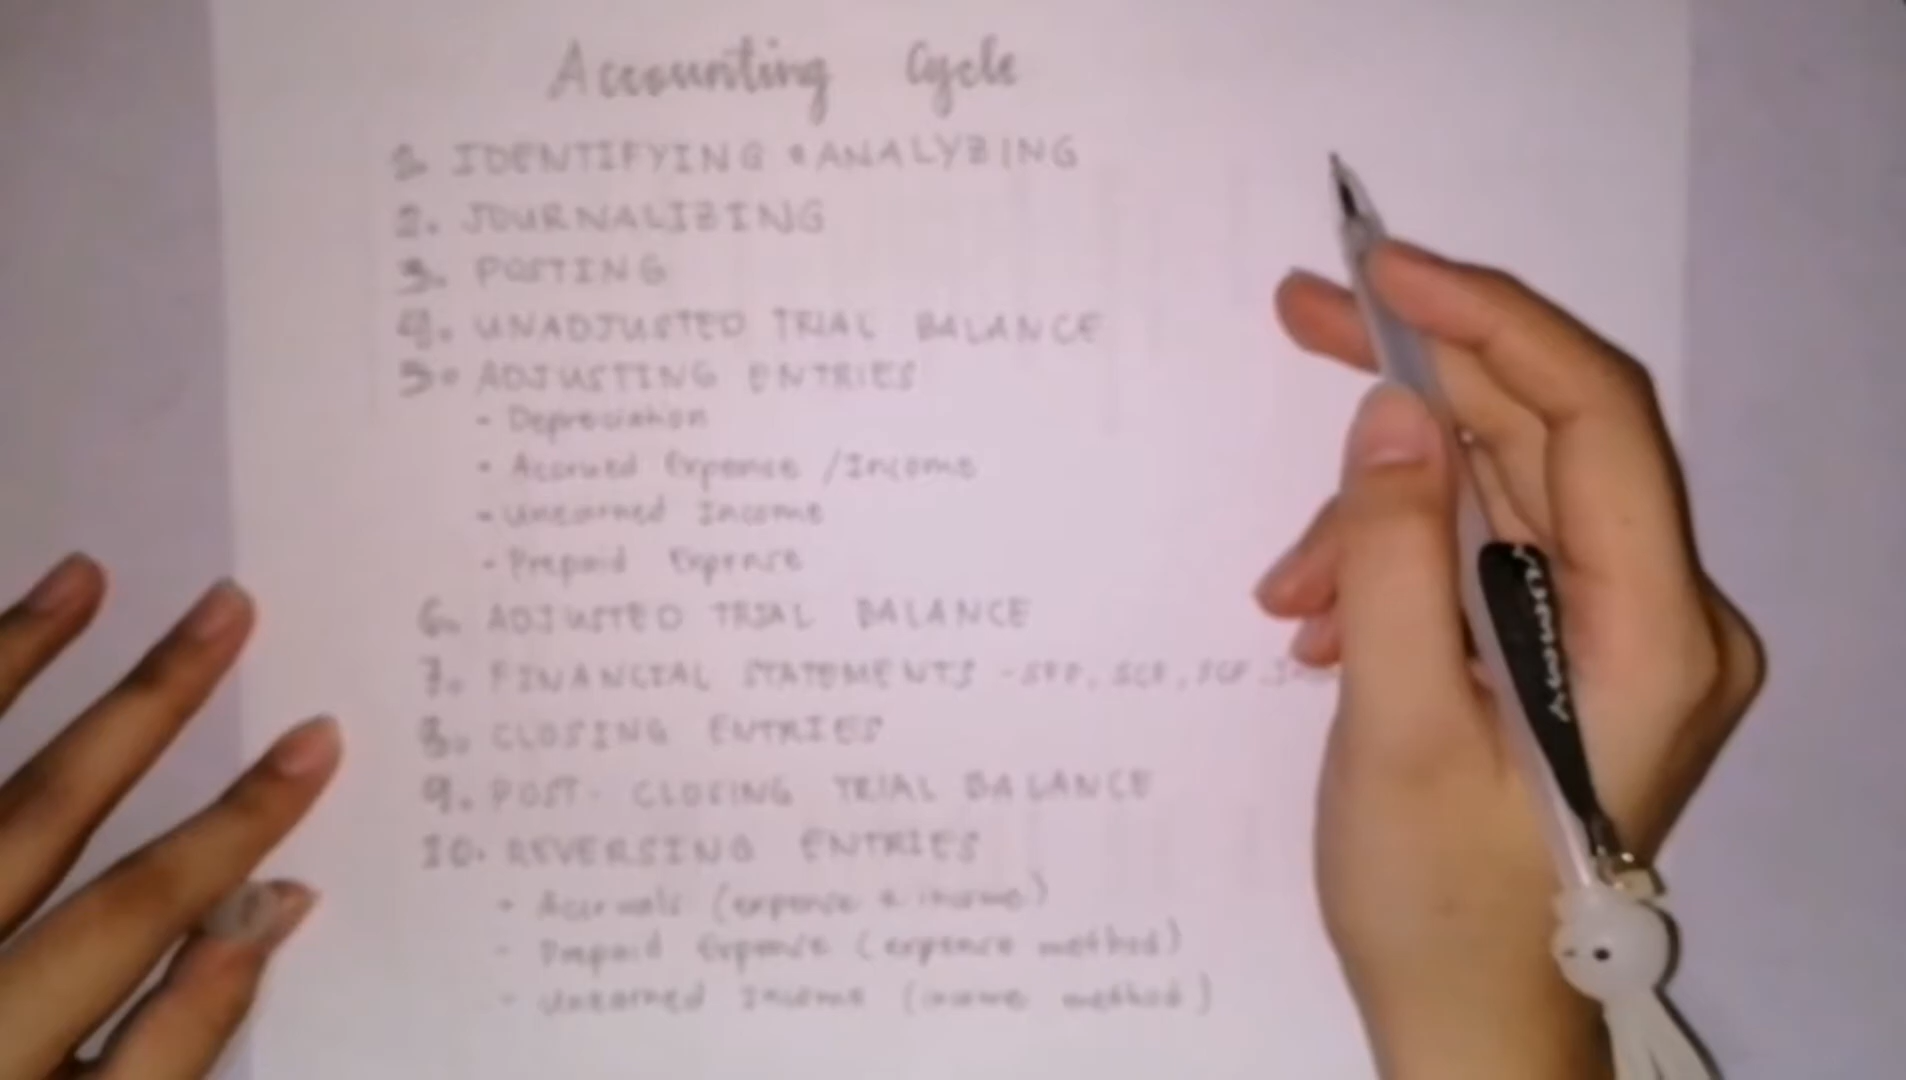 Accounting Cycle
1. IDENTIFYING & ANALYZING
2. JOURNALIZING
3. POSTING
4. UNADJUSTED TRIAL BALANCE
5. ADJUSTING ENTRIES
- Depreciation
- Accrued Expense / Income
- Unearned Income
- Prepaid Expense
6. ADJUSTED TRIAL BALANCE
7. FINANCIAL STATEMENTS -
8. CLOSING ENTRIES
9. POST-CLOSING TRIAL BALANCE
10. REVERSING ENTRIES
- Accruals (expense & income)
- Prepaid Expense (expense method)
- Unearned Income (income method)